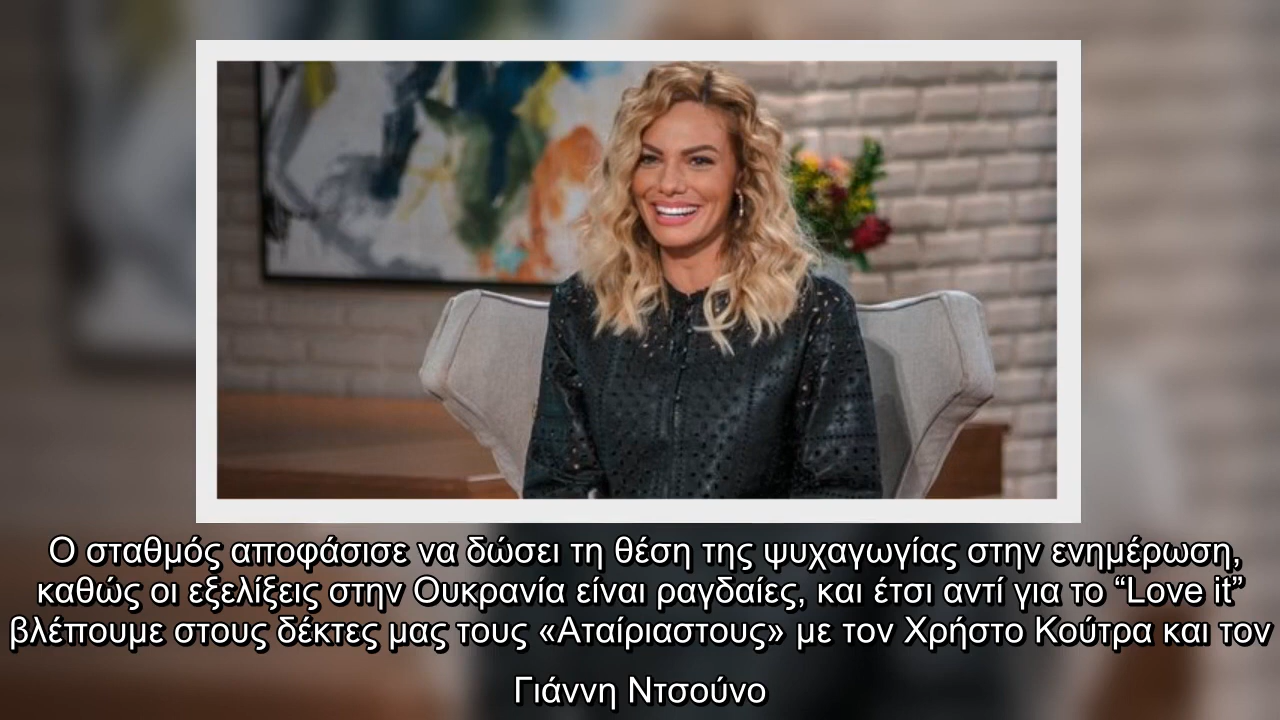 Ο σταθμός αποφάσισε να δώσει τη θέση της ψυχαγωγίας στην ενημέρωση,
καθώς οι εξελίξεις στην Ουκρανία είναι ραγδαίες, και έτσι αντί για το “Love it”
βλέπουμε στους δέκτες μας τους «Αταίριαστους» με τον Χρήστο Κούτρα και τον
Γιάννη Ντσούνο